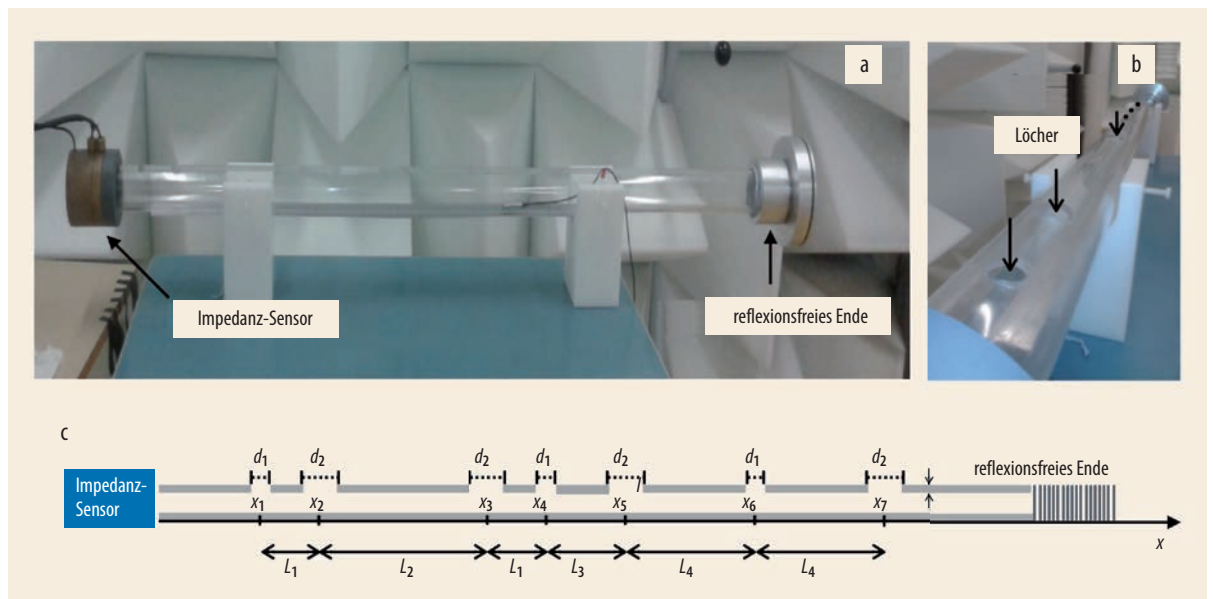 a
b
Löcher
Impedanz-Sensor
reflexionsfreies Ende
c
d1 d2 d2 d1 d2 d1 d2
reflexionsfreies Ende
Impedanz-
Sensor
l
x1 x2 x3 x4 x5 x6 x7
x
L1 L2 L1 L3 L4 L4